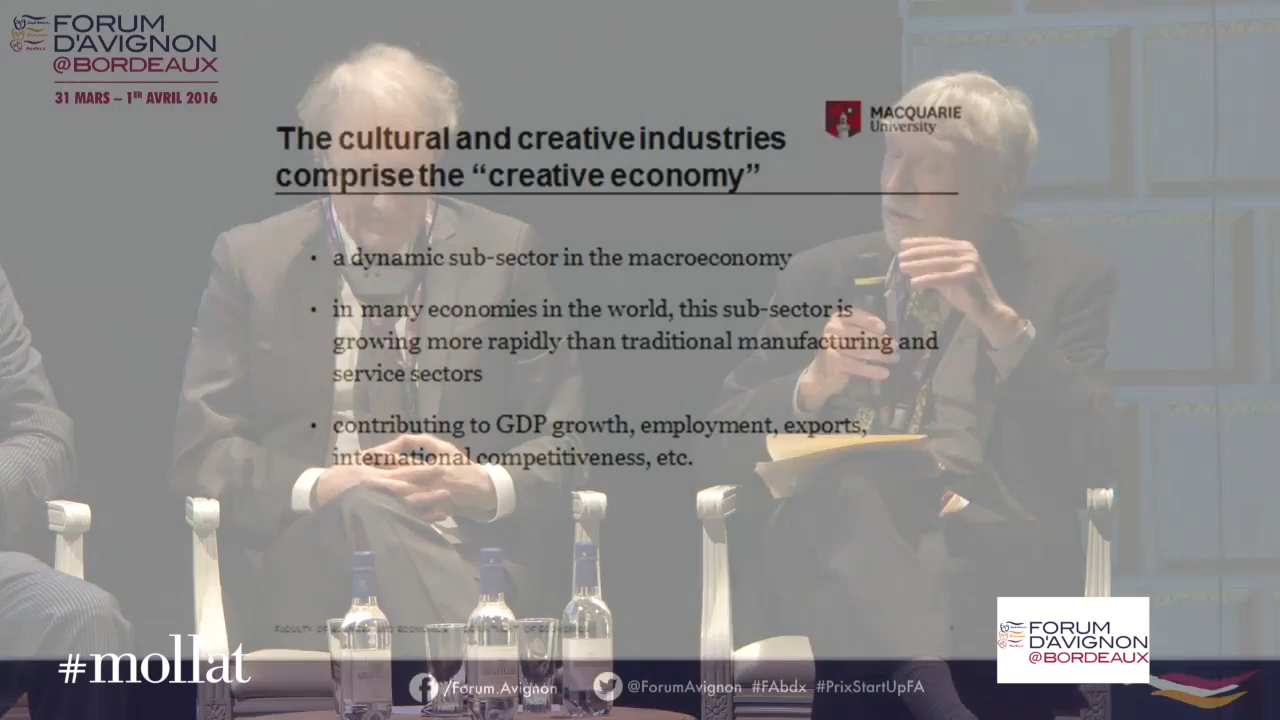 FORUM
D'AVIGNON
@BORDEAUX
31 MARS – 1ER AVRIL 2016
MACQUARIE
University
The cultural and creative industries
comprise the “creative economy”
• a dynamic sub-sector in the macroeconomy
• in many economies in the world, this sub-sector is
growing more rapidly than traditional manufacturing and
service sectors
• contributing to GDP growth, employment, exports,
international competitiveness, etc.
FORUM
D'AVIGNON
@BORDEAUX
#mollat
/Forum.Avignon
@ForumAvignon #FAbdx #PrixStartUpFA